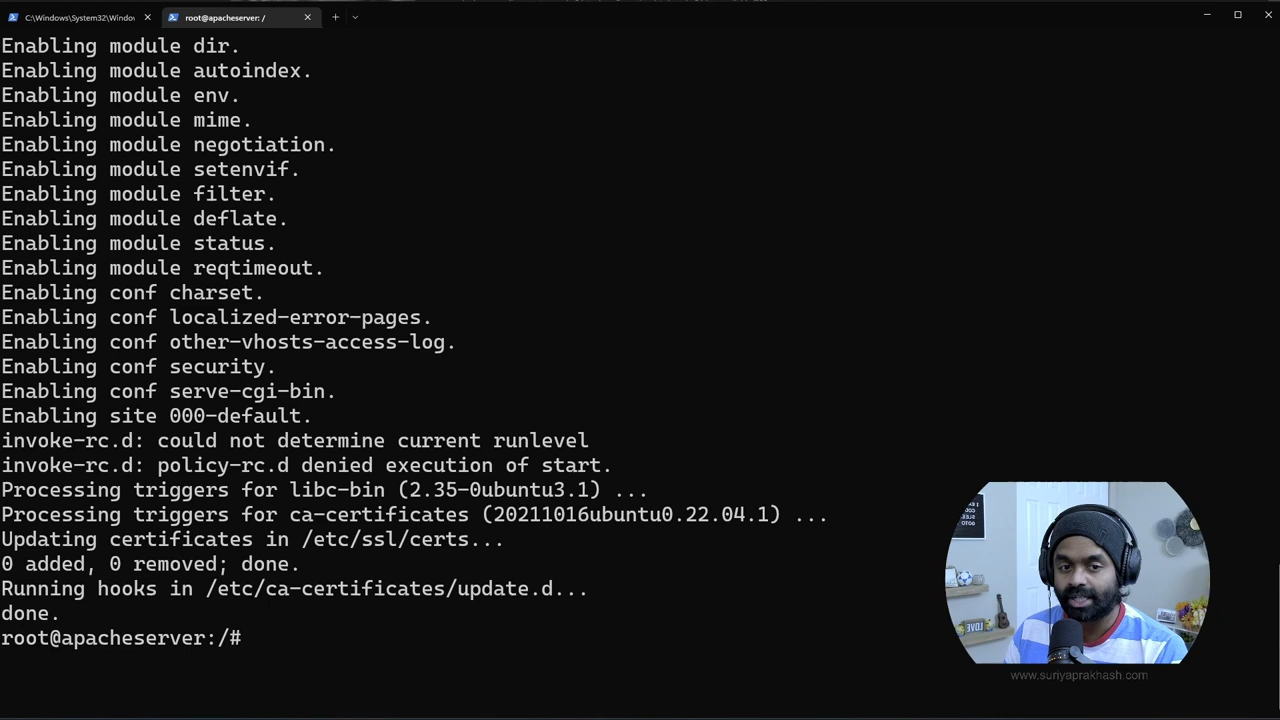 C:\Windows\System32\Windov
root@apacheserver: /
Enabling module dir.
Enabling module autoindex.
Enabling module env.
Enabling module mime.
Enabling module negotiation.
Enabling module setenvif.
Enabling module filter.
Enabling module deflate.
Enabling module status.
Enabling module reqtimeout.
Enabling conf charset.
Enabling conf localized-error-pages.
Enabling conf other-vhosts-access-log.
Enabling conf security.
Enabling conf serve-cgi-bin.
Enabling site 000-default.
invoke-rc.d: could not determine current runlevel
invoke-rc.d: policy-rc.d denied execution of start.
Processing triggers for libc-bin (2.35-0ubuntu3.1) ...
Processing triggers for ca-certificates (20211016ubuntu0.22.04.1) ...
Updating certificates in /etc/ssl/certs...
0 added, 0 removed; done.
Running hooks in /etc/ca-certificates/update.d...
done.
root@apacheserver:/#
LOVE
www.suriyaprakhash.com